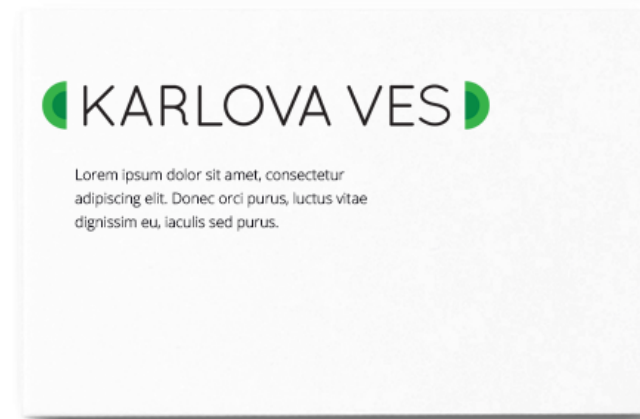 KARLOVA VES
Lorem ipsum dolor sit amet, consectetur
adipiscing elit. Donec orci purus, luctus vitae
dignissim eu, iaculis sed purus.